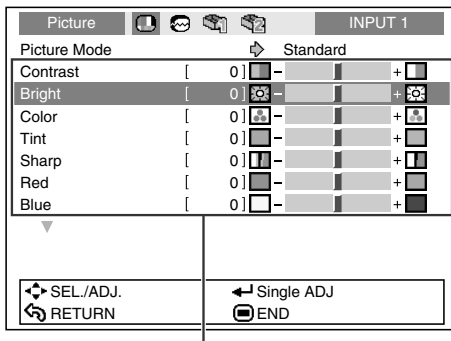 Picture INPUT 1
Picture Mode Standard
Contrast [ 0 ] - +
Bright [ 0 ] - +
Color [ 0 ] - +
Tint [ 0 ] - +
Sharp [ 0 ] - +
Red [ 0 ] - +
Blue [ 0 ] - +
SEL./ADJ. Single ADJ
RETURN END